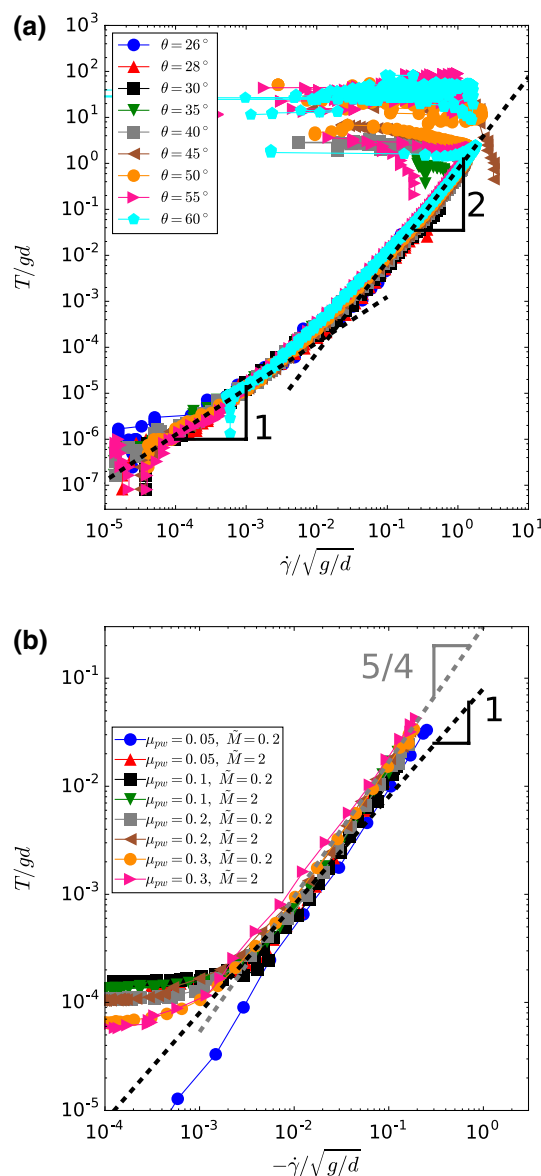 (a)
10^3
10^2
10^1
10^0
10^-1
10^-2
10^-3
10^-4
10^-5
10^-6
10^-7
T/gd
θ = 26°
θ = 28°
θ = 30°
θ = 35°
θ = 40°
θ = 45°
θ = 50°
θ = 55°
θ = 60°
2
1
10^-5 10^-4 10^-3 10^-2 10^-1 10^0 10^1
γ̇/√g/d
(b)
10^-1
10^-2
10^-3
10^-4
10^-5
T/gd
5/4
1
μ_pw = 0.05, M̃ = 0.2
μ_pw = 0.05, M̃ = 2
μ_pw = 0.1, M̃ = 0.2
μ_pw = 0.1, M̃ = 2
μ_pw = 0.2, M̃ = 0.2
μ_pw = 0.2, M̃ = 2
μ_pw = 0.3, M̃ = 0.2
μ_pw = 0.3, M̃ = 2
10^-4 10^-3 10^-2 10^-1 10^0
−γ̇/√g/d